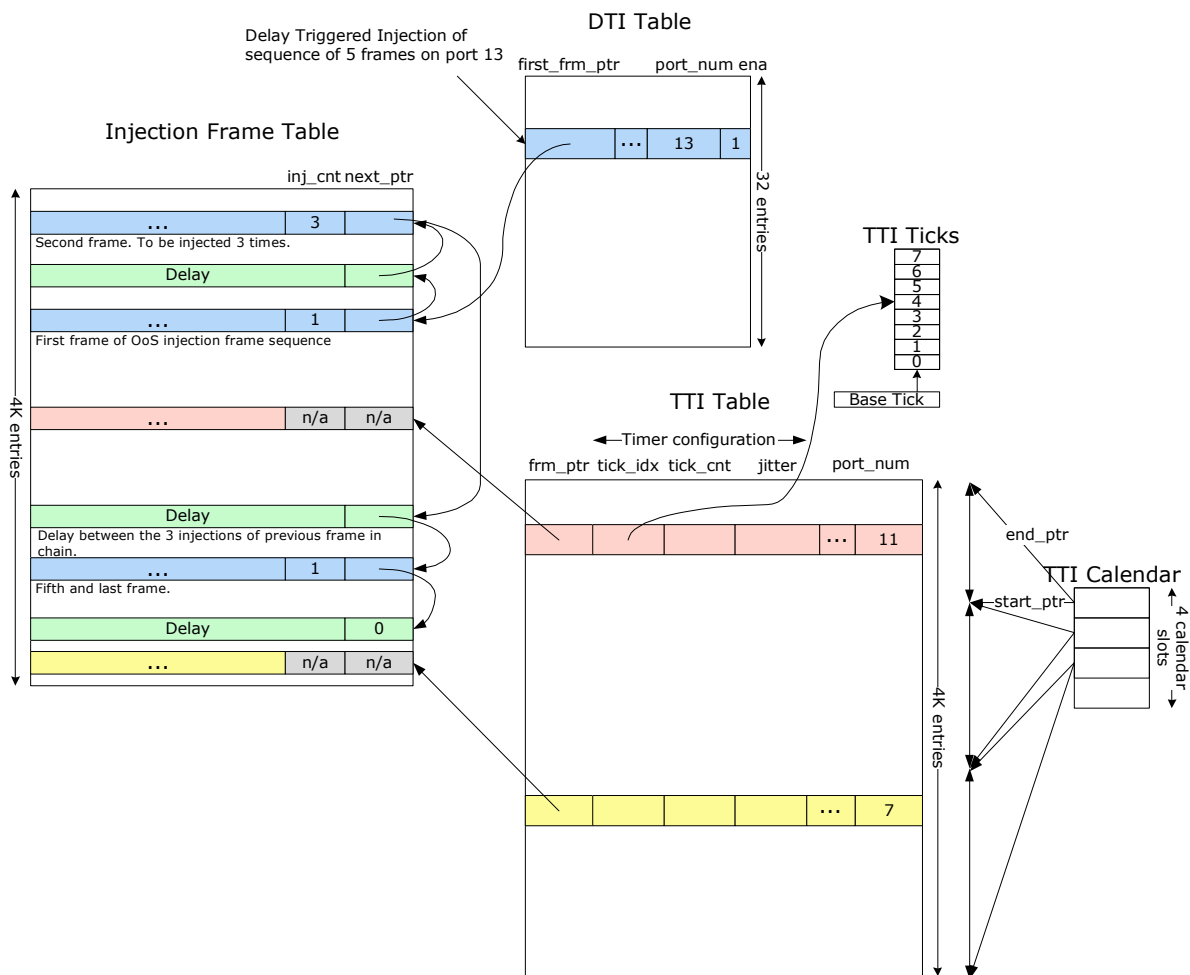 DTI Table
Delay Triggered Injection of
sequence of 5 frames on port 13
first_frm_ptr port_num ena
... 13 1
32 entries
Injection Frame Table
inj_cnt next_ptr
... 3
Second frame. To be injected 3 times.
Delay
... 1
First frame of OoS injection frame sequence
... n/a n/a
Delay
Delay between the 3 injections of previous frame in
chain.
... 1
Fifth and last frame.
Delay 0
... n/a n/a
4K entries
TTI Ticks
7
6
5
4
3
2
1
0
Base Tick
TTI Table
Timer configuration
frm_ptr tick_idx tick_cnt jitter port_num
... 11
... 7
4K entries
end_ptr
TTI Calendar
start_ptr
4 calendar
slots